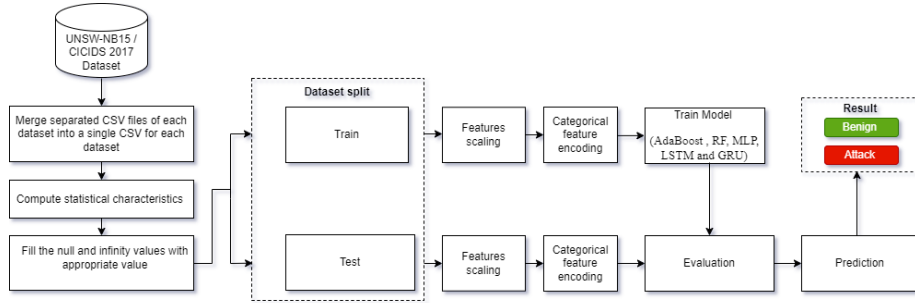 UNSW-NB15 /
CICIDS 2017
Dataset
Merge separated CSV files of each
dataset into a single CSV for each
dataset
Compute statistical characteristics
Fill the null and infinity values with
appropriate value
Dataset split
Train
Test
Features
scaling
Categorical
feature
encoding
Train Model
(AdaBoost , RF, MLP,
LSTM and GRU)
Features
scaling
Categorical
feature
encoding
Evaluation
Prediction
Result
Benign
Attack